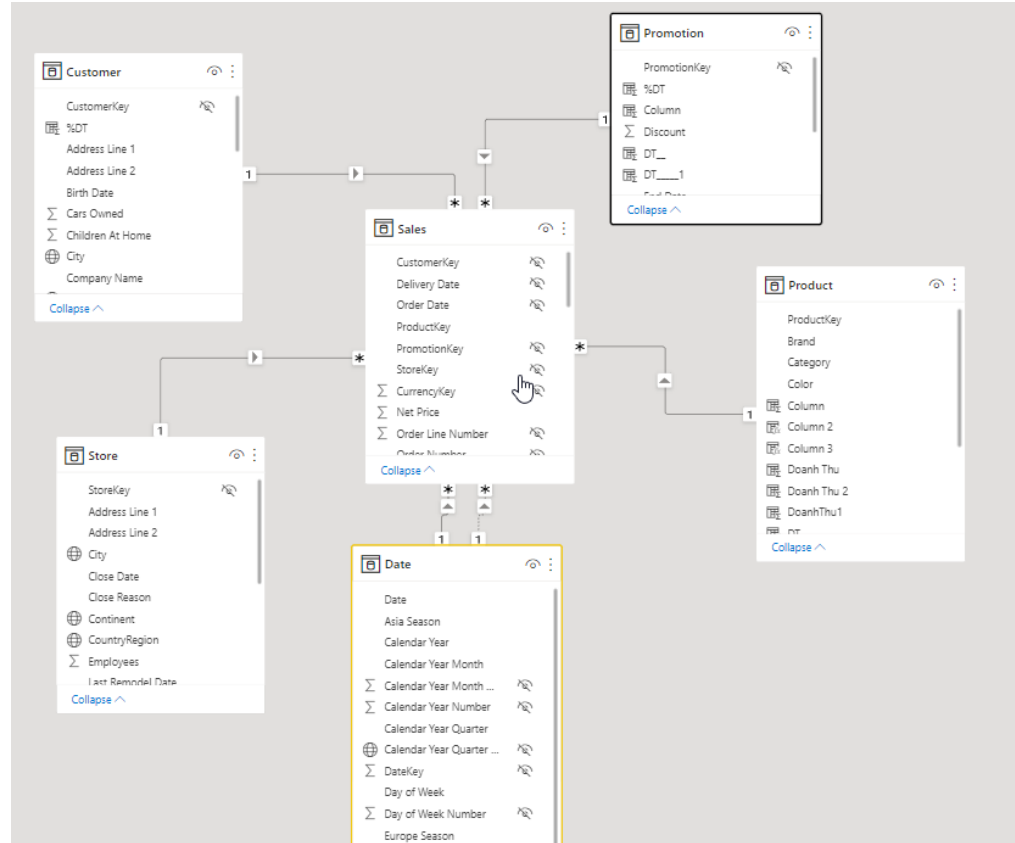 Promotion
PromotionKey
%DT
Column
Discount
DT__
DT____1
End Date
Collapse
Customer
CustomerKey
%DT
Address Line 1
Address Line 2
Birth Date
Cars Owned
Children At Home
City
Company Name
Collapse
1
1
*
*
Sales
CustomerKey
Delivery Date
Order Date
ProductKey
PromotionKey
StoreKey
CurrencyKey
Net Price
Order Line Number
Order Number
Collapse
*
*
Product
ProductKey
Brand
Category
Color
Column
Column 2
Column 3
Doanh Thu
Doanh Thu 2
DoanhThu1
DT
Collapse
1
1
Store
StoreKey
Address Line 1
Address Line 2
City
Close Date
Close Reason
Continent
CountryRegion
Employees
Last Remodel Date
Collapse
*
*
1
1
Date
Date
Asia Season
Calendar Year
Calendar Year Month
Calendar Year Month ...
Calendar Year Number
Calendar Year Quarter
Calendar Year Quarter ...
DateKey
Day of Week
Day of Week Number
Europe Season